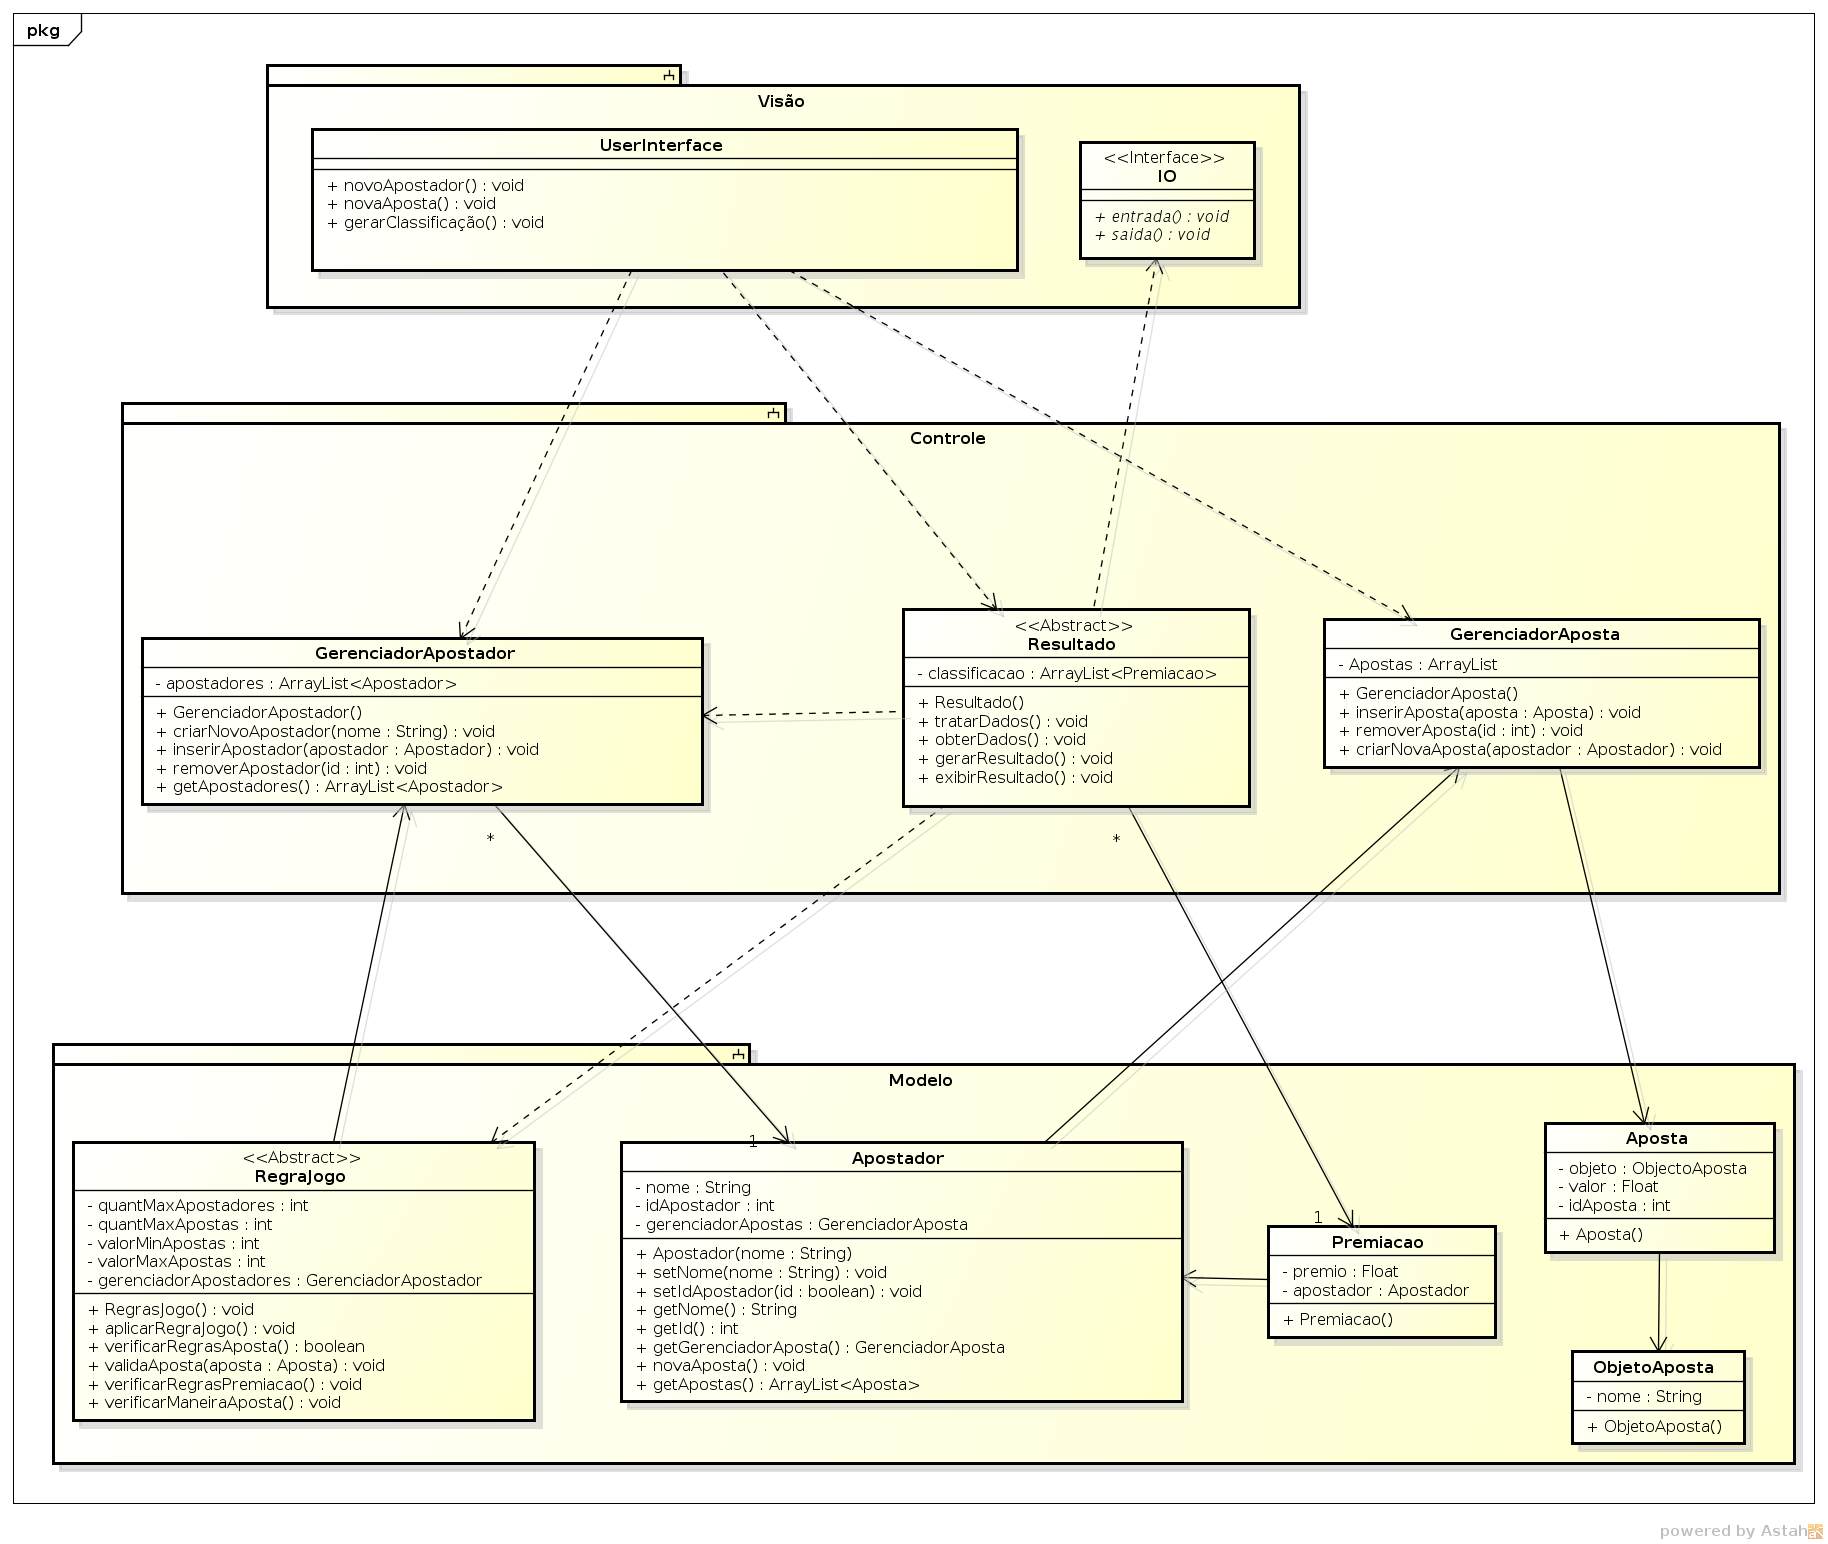 pkg
Visão
UserInterface
+ novoApostador() : void
+ novaAposta() : void
+ gerarClassificação() : void
<<Interface>>
IO
+ entrada() : void
+ saida() : void
Controle
GerenciadorApostador
- apostadores : ArrayList<Apostador>
+ GerenciadorApostador()
+ criarNovoApostador(nome : String) : void
+ inserirApostador(apostador : Apostador) : void
+ removerApostador(id : int) : void
+ getApostadores() : ArrayList<Apostador>
<<Abstract>>
Resultado
- classificacao : ArrayList<Premiacao>
+ Resultado()
+ tratarDados() : void
+ obterDados() : void
+ gerarResultado() : void
+ exibirResultado() : void
GerenciadorAposta
- Apostas : ArrayList
+ GerenciadorAposta()
+ inserirAposta(aposta : Aposta) : void
+ removerAposta(id : int) : void
+ criarNovaAposta(apostador : Apostador) : void
*
*
Modelo
<<Abstract>>
RegraJogo
- quantMaxApostadores : int
- quantMaxApostas : int
- valorMinApostas : int
- valorMaxApostas : int
- gerenciadorApostadores : GerenciadorApostador
+ RegrasJogo() : void
+ aplicarRegraJogo() : void
+ verificarRegrasAposta() : boolean
+ validaAposta(aposta : Aposta) : void
+ verificarRegrasPremiacao() : void
+ verificarManeiraAposta() : void
1
Apostador
- nome : String
- idApostador : int
- gerenciadorApostas : GerenciadorAposta
+ Apostador(nome : String)
+ setNome(nome : String) : void
+ setIdApostador(id : boolean) : void
+ getNome() : String
+ getId() : int
+ getGerenciadorAposta() : GerenciadorAposta
+ novaAposta() : void
+ getApostas() : ArrayList<Aposta>
1
Premiacao
- premio : Float
- apostador : Apostador
+ Premiacao()
Aposta
- objeto : ObjectoAposta
- valor : Float
- idAposta : int
+ Aposta()
ObjetoAposta
- nome : String
+ ObjetoAposta()
powered by Astah